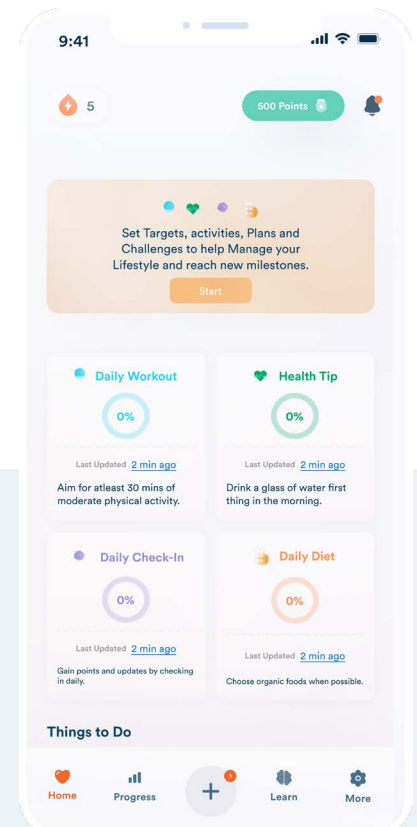 9:41
5
500 Points
Set Targets, activities, Plans and
Challenges to help Manage your
Lifestyle and reach new milestones.
Start
Daily Workout
0%
Last Updated 2 min ago
Aim for atleast 30 mins of
moderate physical activity.
Health Tip
0%
Last Updated 2 min ago
Drink a glass of water first
thing in the morning.
Daily Check-In
0%
Last Updated 2 min ago
Gain points and updates by checking
in daily.
Daily Diet
0%
Last Updated 2 min ago
Choose organic foods when possible.
Things to Do
1
Home
Progress
+
Learn
More